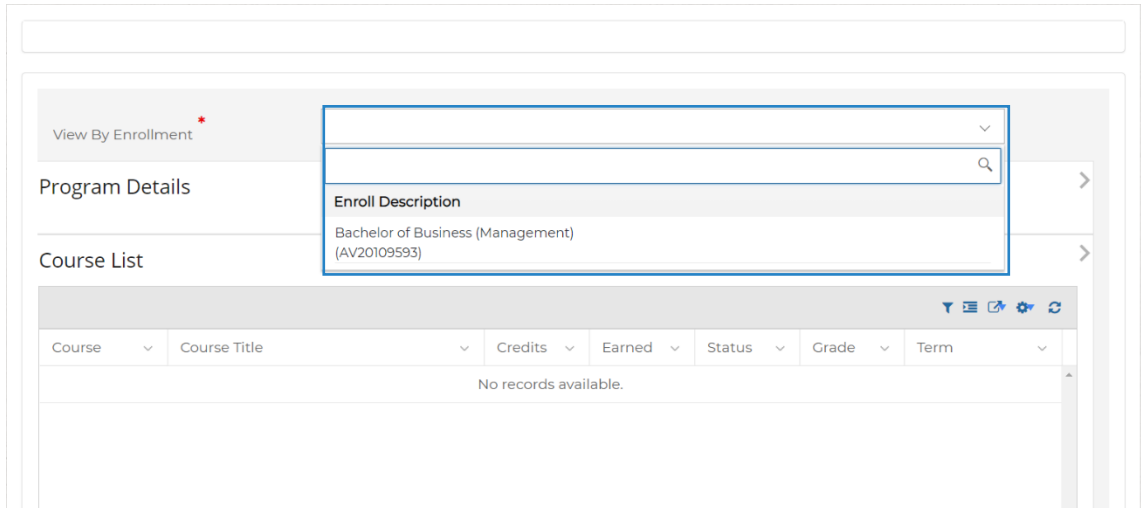 View By Enrollment *
Program Details
Enroll Description
Bachelor of Business (Management)
(AV20109593)
Course List
Course Course Title Credits Earned Status Grade Term
No records available.